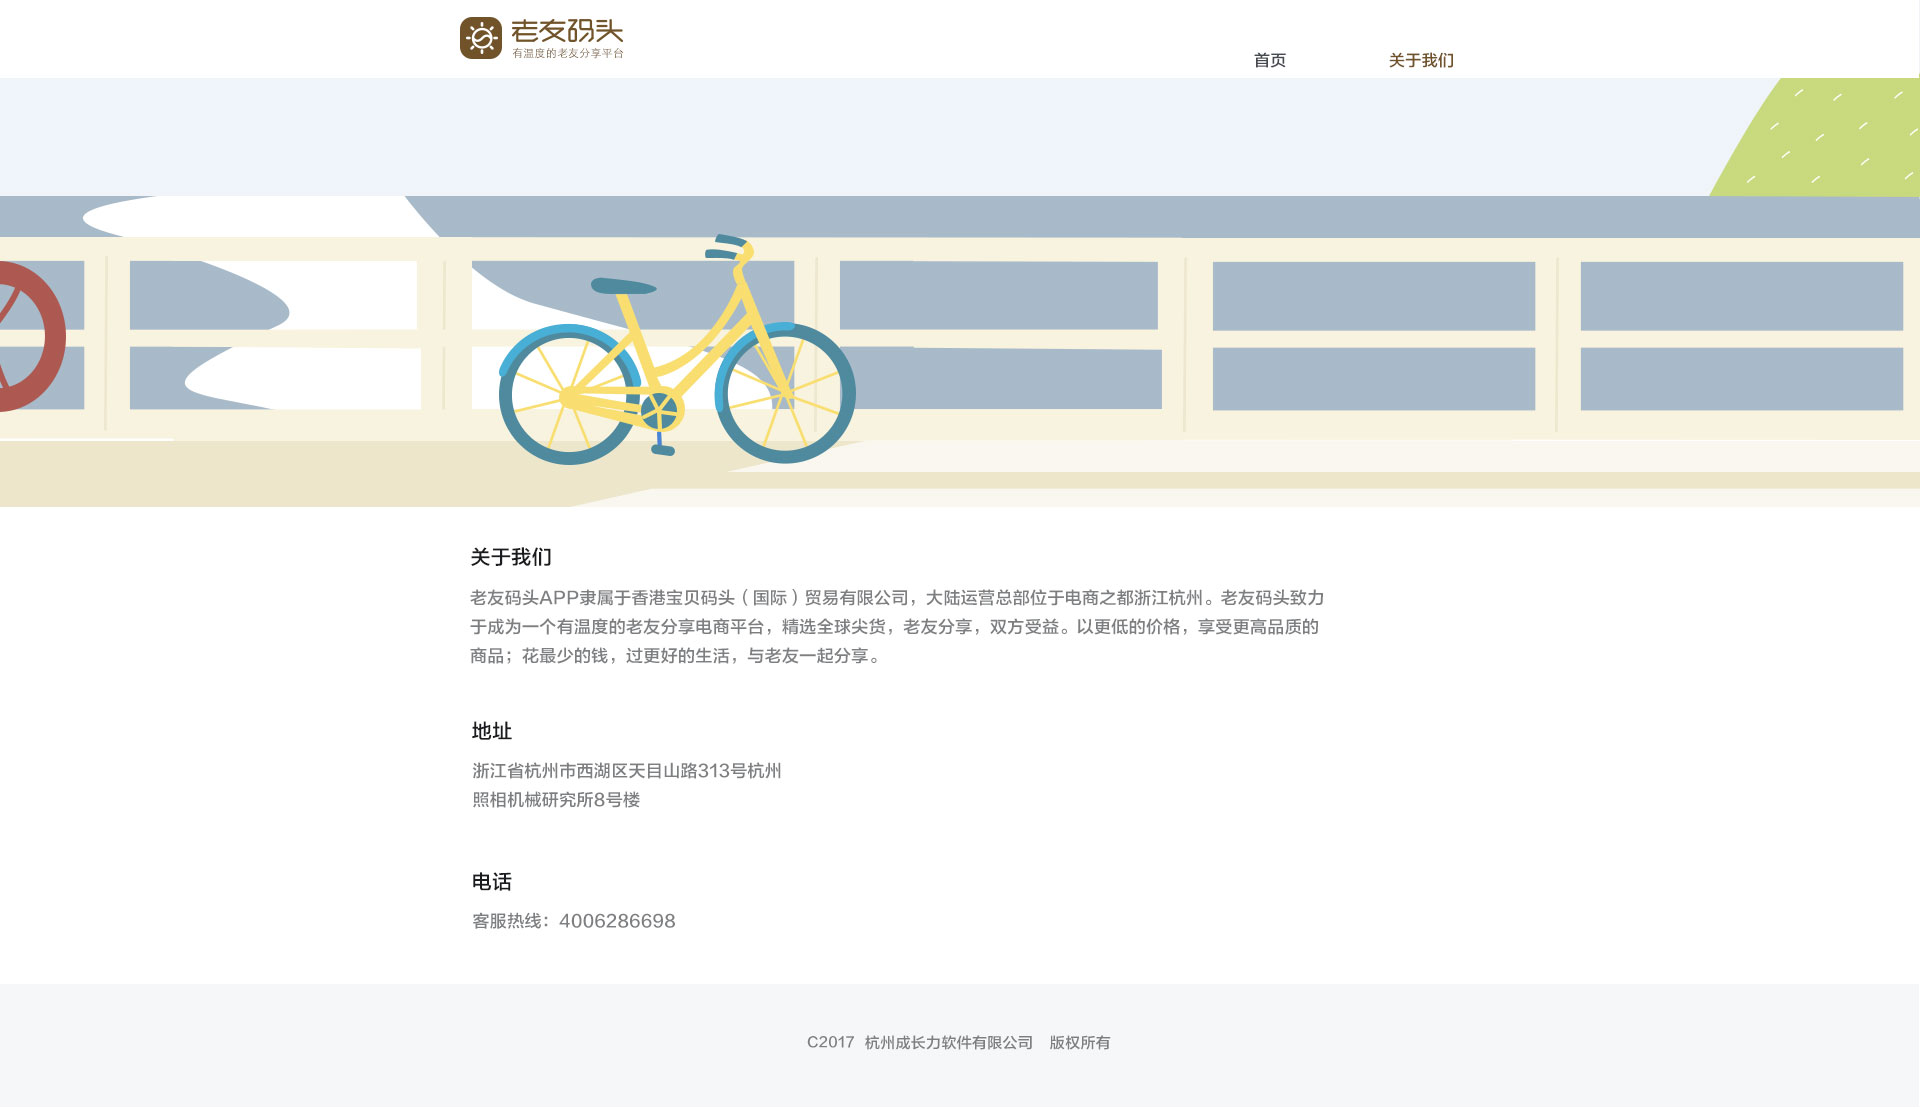 老友码头
有温度的老友分享平台
首页 关于我们
关于我们
老友码头APP隶属于香港宝贝码头（国际）贸易有限公司，大陆运营总部位于电商之都浙江杭州。老友码头致力
于成为一个有温度的老友分享电商平台，精选全球尖货，老友分享，双方受益。以更低的价格，享受更高品质的
商品；花最少的钱，过更好的生活，与老友一起分享。
地址
浙江省杭州市西湖区天目山路313号杭州
照相机械研究所8号楼
电话
客服热线：4006286698
C2017 杭州成长力软件有限公司 版权所有